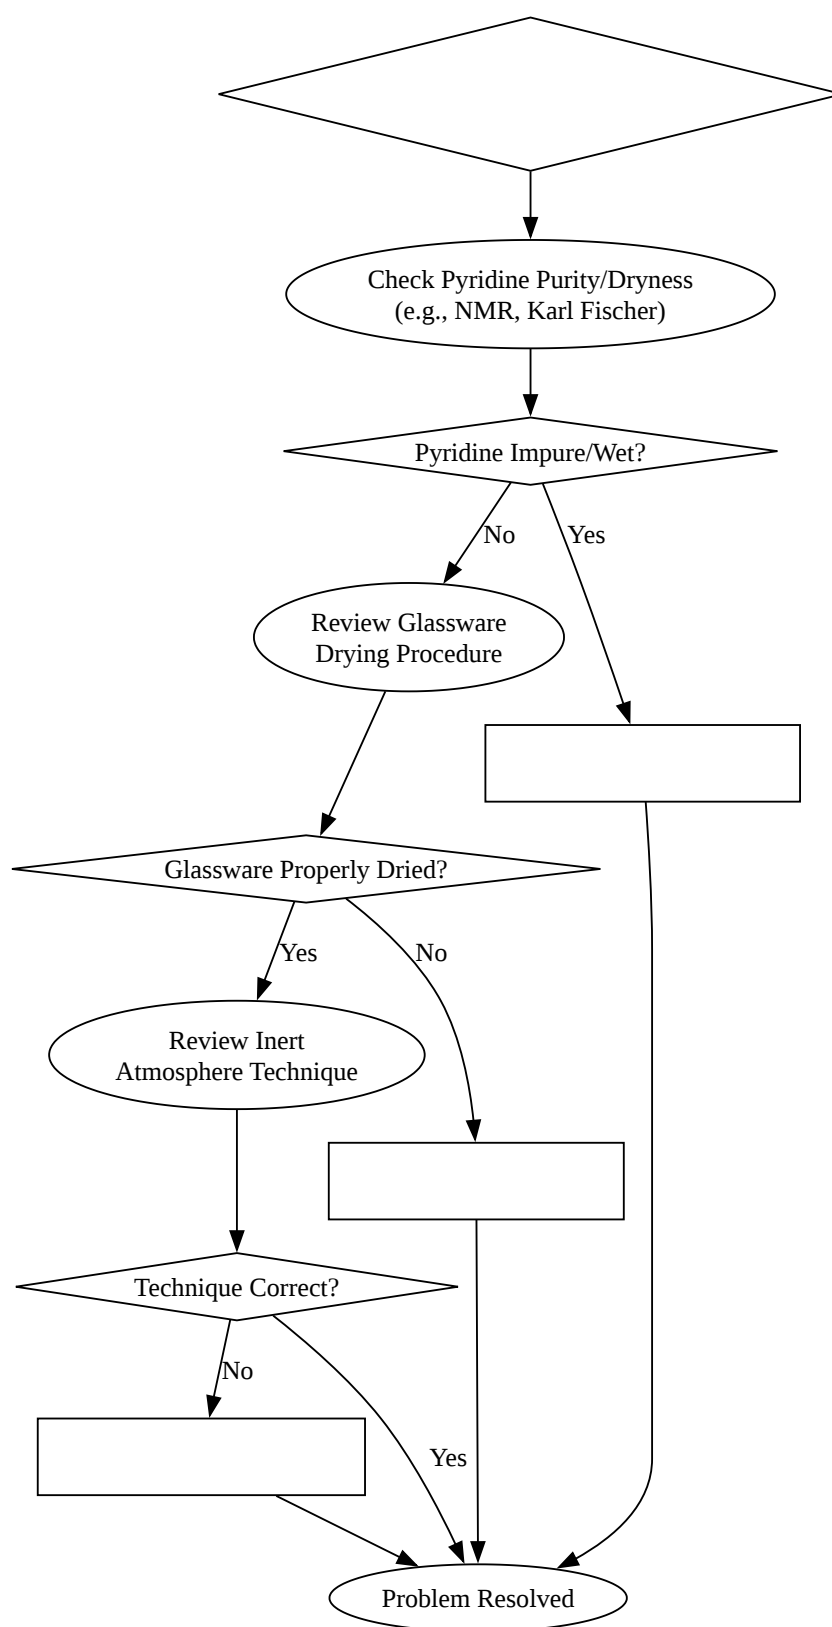 Check Pyridine Purity/Dryness
(e.g., NMR, Karl Fischer)
Pyridine Impure/Wet?
No
Yes
Review Glassware
Drying Procedure
Glassware Properly Dried?
Yes
No
Review Inert
Atmosphere Technique
Technique Correct?
No
Yes
Problem Resolved